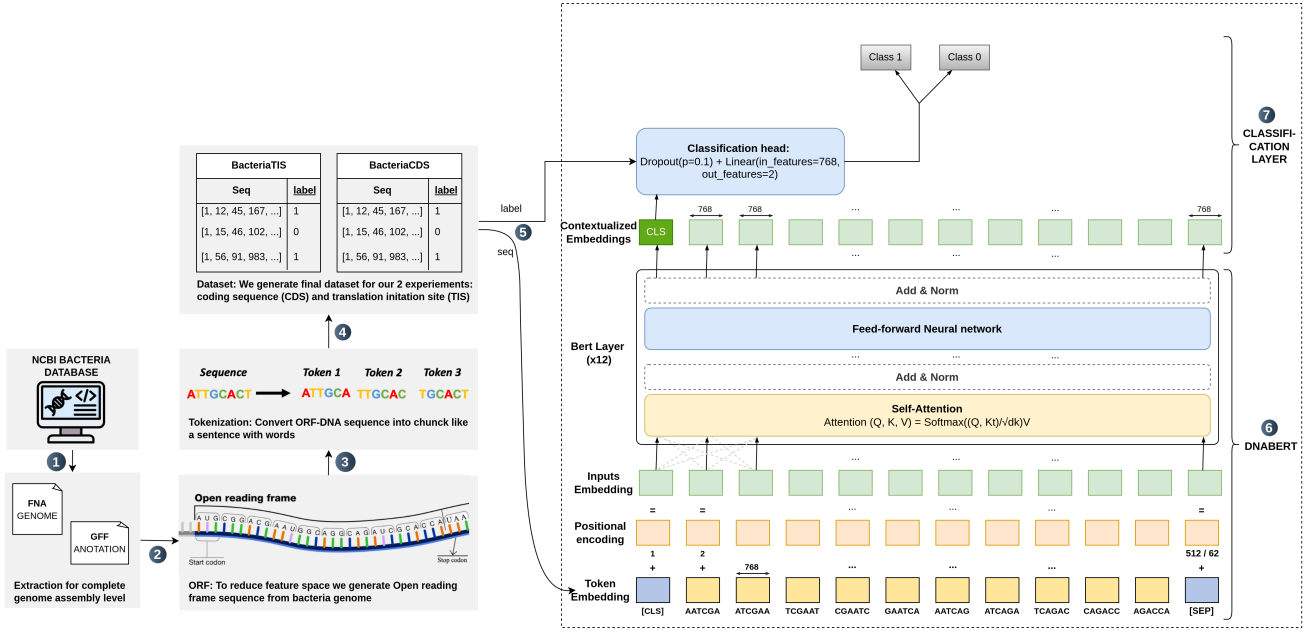 NCBI BACTERIA
DATABASE
1
FNA
GENOME
GFF
ANOTATION
Extraction for complete
genome assembly level
2
Open reading frame
A U G C G G A C G A A U G G C A G G C A G A U C G C A C C A U A A
Start codon
Stop codon
ORF: To reduce feature space we generate Open reading
frame sequence from bacteria genome
3
Sequence Token 1 Token 2 Token 3
ATTGCACT ATTGCA TTGCAC TGCACT
Tokenization: Convert ORF-DNA sequence into chunck like
a sentence with words
4
BacteriaTIS
Seq label
[1, 12, 45, 167, ...] 1
[1, 15, 46, 102, ...] 0
[1, 56, 91, 983, ...] 1
BacteriaCDS
Seq label
[1, 12, 45, 167, ...] 1
[1, 15, 46, 102, ...] 0
[1, 56, 91, 983, ...] 1
Dataset: We generate final dataset for our 2 experiements:
coding sequence (CDS) and translation initation site (TIS)
label
5
seq
Class 1 Class 0
Classification head:
Dropout(p=0.1) + Linear(in_features=768,
out_features=2)
7
CLASSIFI-
CATION
LAYER
768 768 ... ... ... 768
Contextualized
Embeddings
CLS
... ... ...
Add & Norm
Feed-forward Neural network
Bert Layer
(x12)
... ... ...
Add & Norm
Self-Attention
Attention (Q, K, V) = Softmax((Q, Kt)/√dk)V
6
DNABERT
... ... ...
Inputs
Embedding
= = ... ... ... =
Positional
encoding
1 2 512 / 62
+ + 768 ... ... ... +
Token
Embedding
[CLS] AATCGA ATCGAA TCGAAT CGAATC GAATCA AATCAG ATCAGA TCAGAC CAGACC AGACCA [SEP]